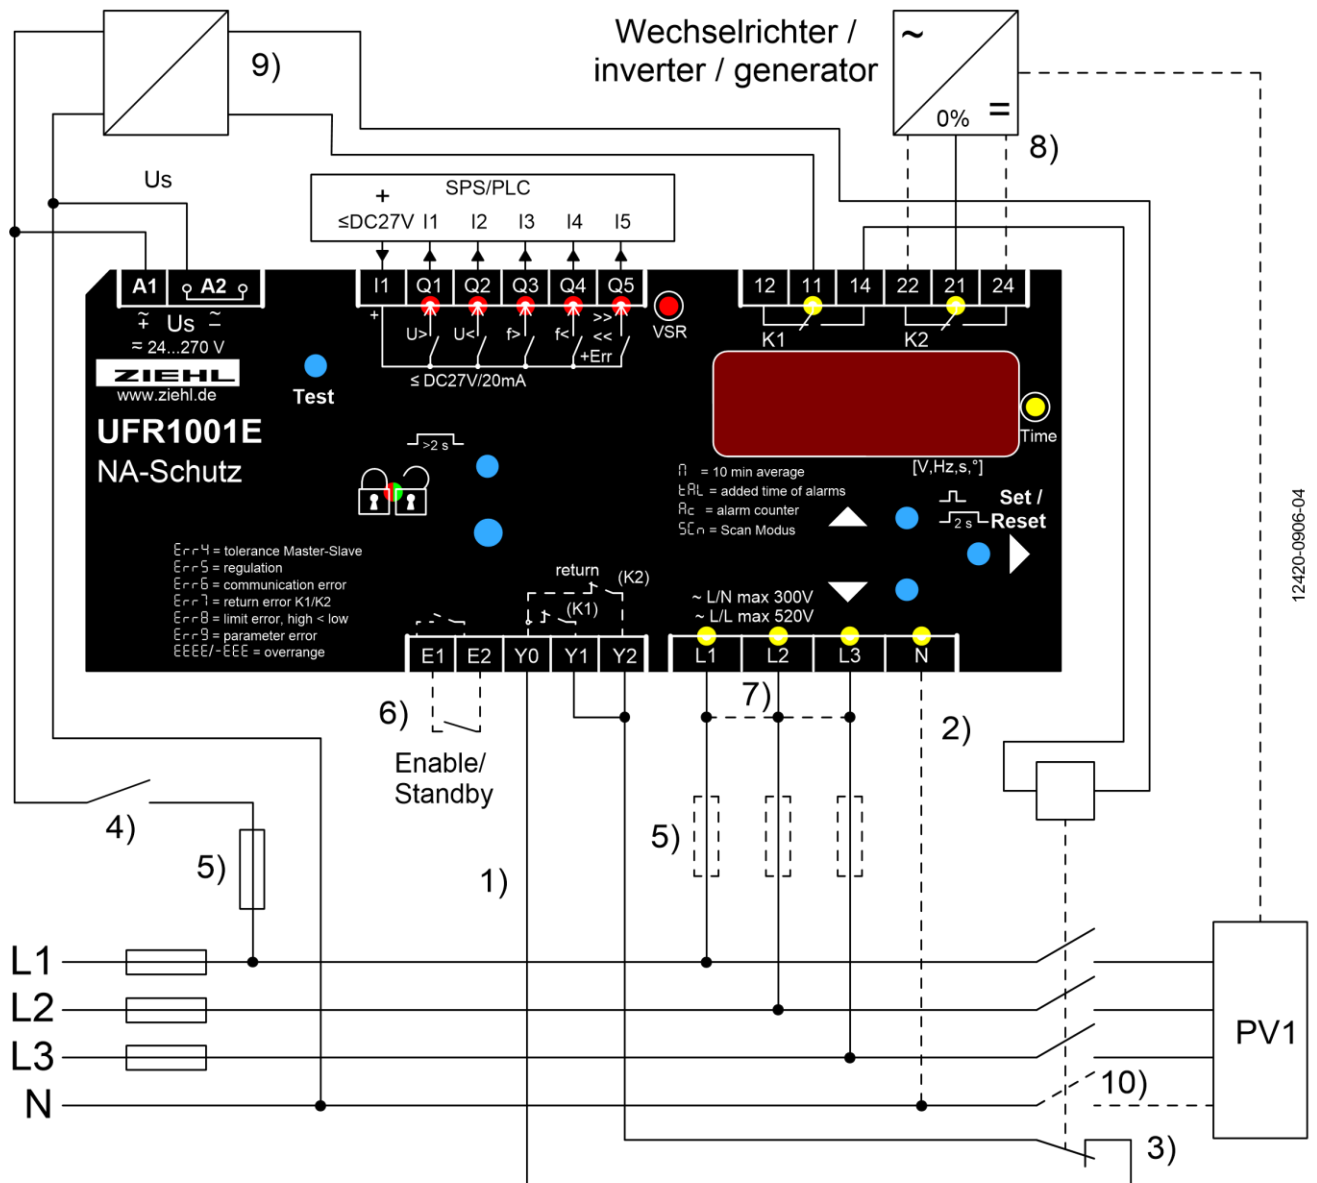 Wechselrichter /
inverter / generator
9)
~
0% =
8)
Us
SPS/PLC
+
≤DC27V I1 I2 I3 I4 I5
A1 A2
I1 Q1 Q2 Q3 Q4 Q5
12 11 14 22 21 24
~ ~
+ Us −
= 24...270 V
+
U> U< f> f< >>
<<
+Err
VSR
K1 K2
≤ DC27V/20mA
ZIEHL
www.ziehl.de
Test
UFR1001E
NA-Schutz
>2 s
Time
[V,Hz,s,°]
= 10 min average
tAL = added time of alarms
Ac = alarm counter
SCn = Scan Modus
Set /
2 s
Reset
12420-0906-04
Err4 = tolerance Master-Slave
Err5 = regulation
Err6 = communication error
Err7 = return error K1/K2
Err8 = limit error, high < low
Err9 = parameter error
EEEE/-EEE = overrange
return
(K2)
(K1)
~ L/N max 300V
~ L/L max 520V
E1 E2 Y0 Y1 Y2
L1 L2 L3 N
6)
7)
2)
Enable/
Standby
4)
5)
5)
1)
L1
L2
L3
N
PV1
10)
3)